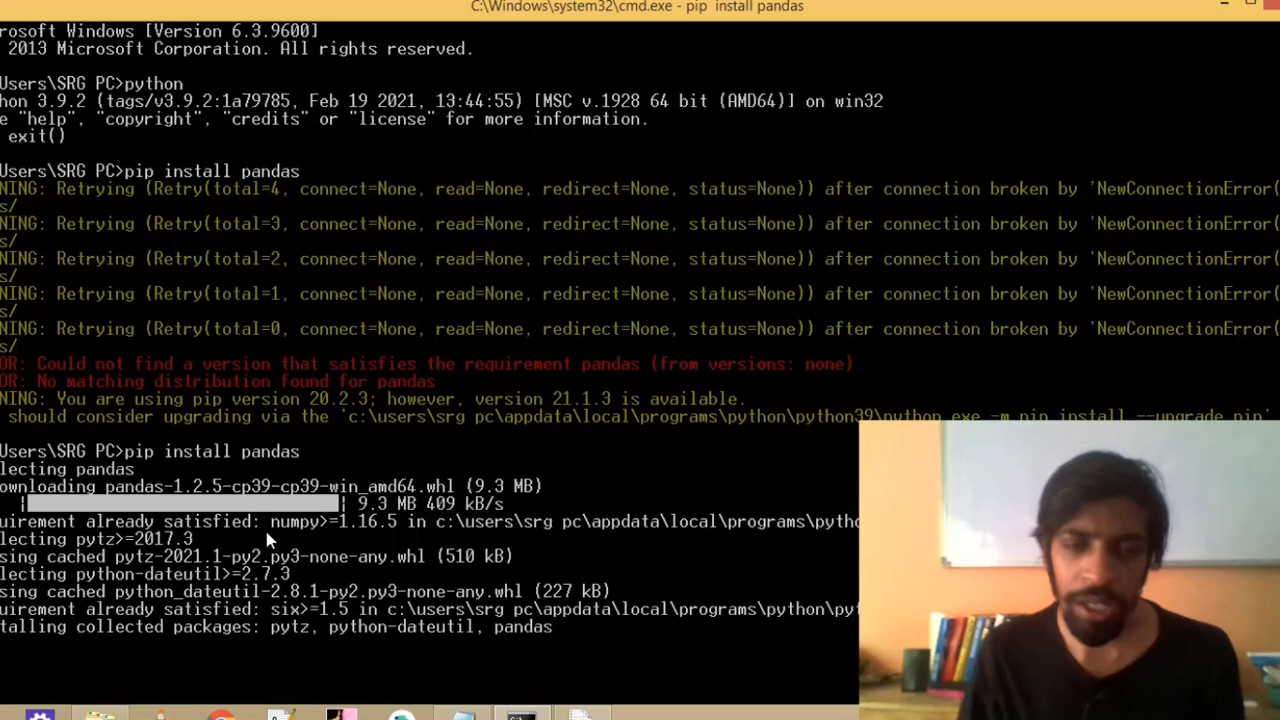 C:\Windows\system32\cmd.exe - pip install pandas
rosoft Windows [Version 6.3.9600]
2013 Microsoft Corporation. All rights reserved.
Users\SRG PC>python
hon 3.9.2 (tags/v3.9.2:1a79785, Feb 19 2021, 13:44:55) [MSC v.1928 64 bit (AMD64)] on win32
e "help", "copyright", "credits" or "license" for more information.
exit()
Users\SRG PC>pip install pandas
NING: Retrying (Retry(total=4, connect=None, read=None, redirect=None, status=None)) after connection broken by 'NewConnectionError(
s/
NING: Retrying (Retry(total=3, connect=None, read=None, redirect=None, status=None)) after connection broken by 'NewConnectionError(
s/
NING: Retrying (Retry(total=2, connect=None, read=None, redirect=None, status=None)) after connection broken by 'NewConnectionError(
s/
NING: Retrying (Retry(total=1, connect=None, read=None, redirect=None, status=None)) after connection broken by 'NewConnectionError(
s/
NING: Retrying (Retry(total=0, connect=None, read=None, redirect=None, status=None)) after connection broken by 'NewConnectionError(
s/
OR: Could not find a version that satisfies the requirement pandas (from versions: none)
OR: No matching distribution found for pandas
NING: You are using pip version 20.2.3; however, version 21.1.3 is available.
should consider upgrading via the 'c:\users\srg pc\appdata\local\programs\python\python39\python.exe -m pip install --upgrade pip'
Users\SRG PC>pip install pandas
lecting pandas
ownloading pandas-1.2.5-cp39-cp39-win_amd64.whl (9.3 MB)
| | 9.3 MB 409 kB/s
uirement already satisfied: numpy>=1.16.5 in c:\users\srg pc\appdata\local\programs\python\py
lecting pytz>=2017.3
sing cached pytz-2021.1-py2.py3-none-any.whl (510 kB)
lecting python-dateutil>=2.7.3
sing cached python_dateutil-2.8.1-py2.py3-none-any.whl (227 kB)
uirement already satisfied: six>=1.5 in c:\users\srg pc\appdata\local\programs\python\py
talling collected packages: pytz, python-dateutil, pandas